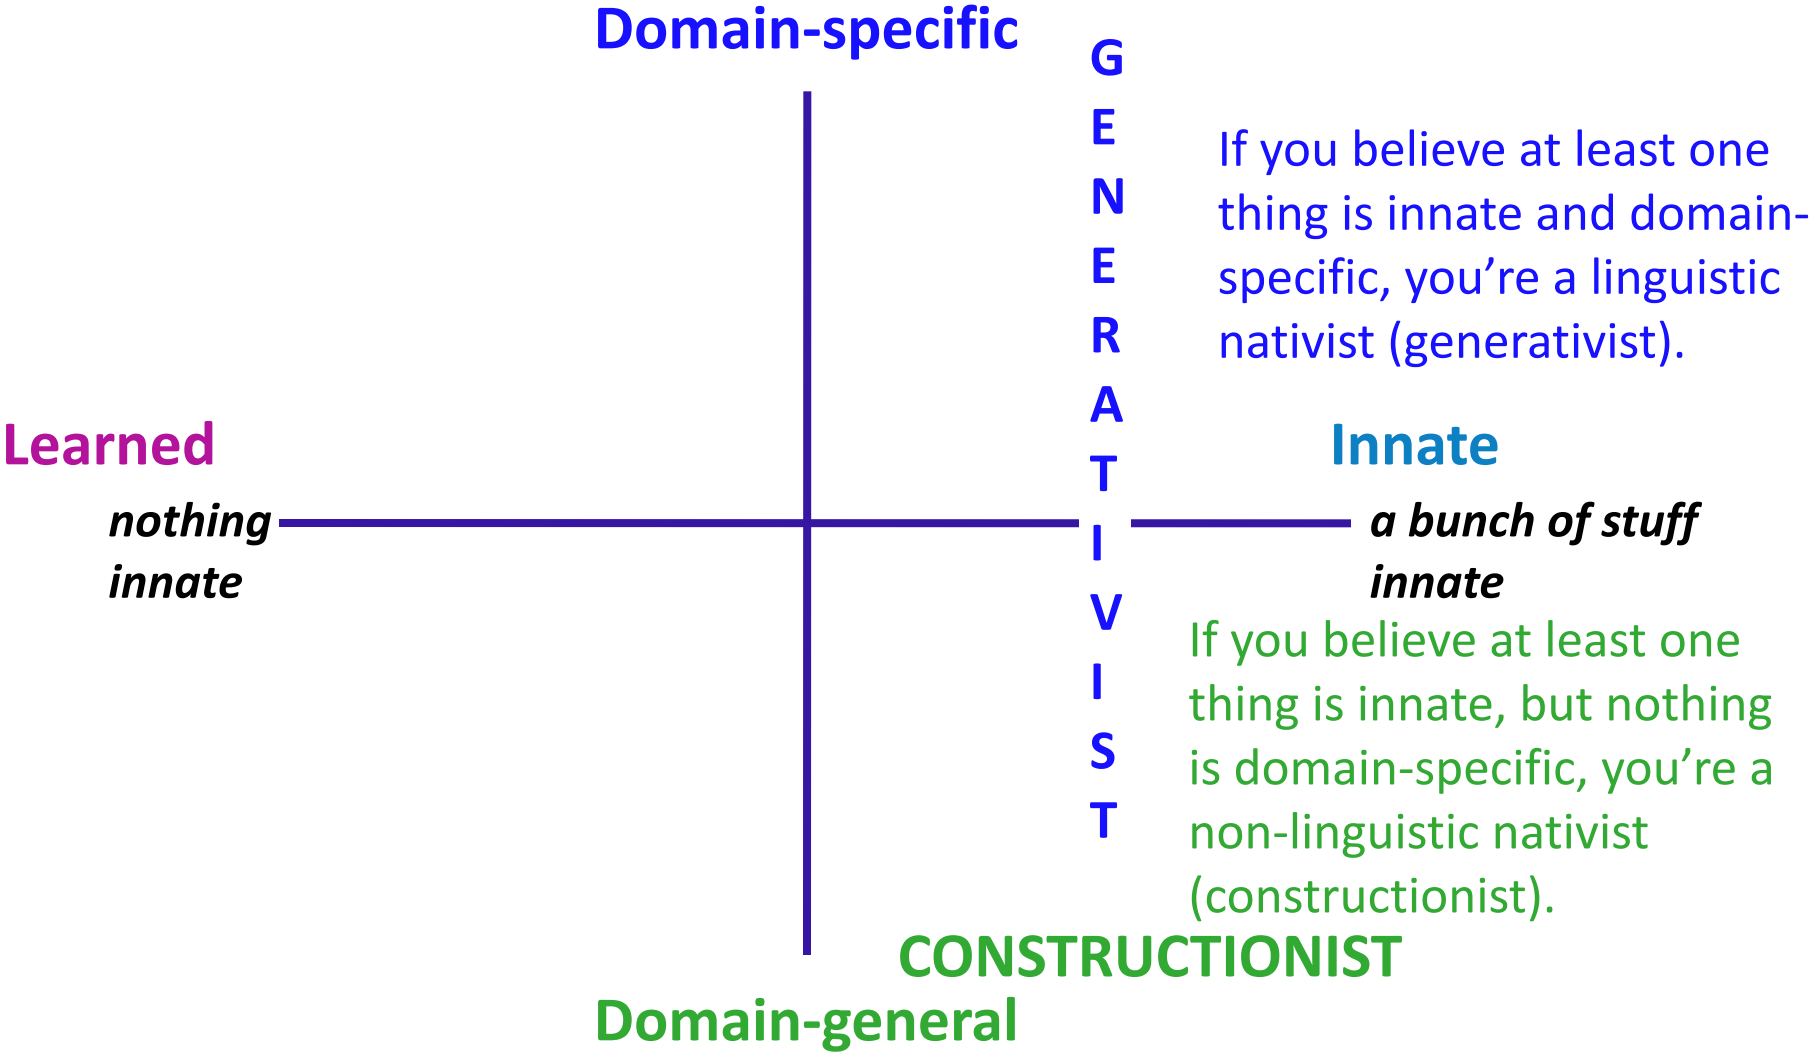 Domain-specific
GENERATIVIST
If you believe at least one
thing is innate and domain-
specific, you’re a linguistic
nativist (generativist).
Learned
Innate
nothing
innate
a bunch of stuff
innate
If you believe at least one
thing is innate, but nothing
is domain-specific, you’re a
non-linguistic nativist
(constructionist).
CONSTRUCTIONIST
Domain-general